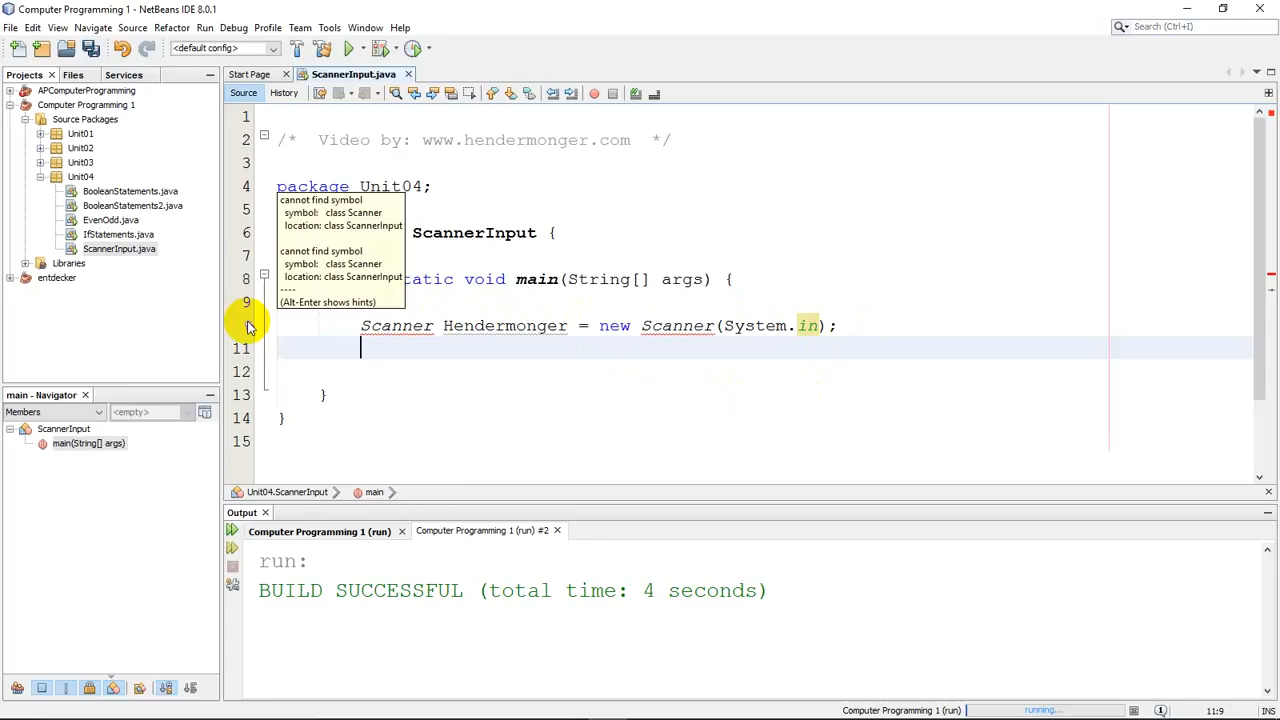 Computer Programming 1 - NetBeans IDE 8.0.1
File Edit View Navigate Source Refactor Run Debug Profile Team Tools Window Help
Search (Ctrl+I)
<default config>
Projects Files Services
Start Page ScannerInput.java
APComputerProgramming
Computer Programming 1
Source Packages
Unit01
Unit02
Unit03
Unit04
BooleanStatements.java
BooleanStatements2.java
EvenOdd.java
IfStatements.java
ScannerInput.java
Libraries
entdecker
Source History
1
2 /* Video by: www.hendermonger.com */
3
4 package Unit04;
5
6 ScannerInput {
7
8 tatic void main(String[] args) {
9
Scanner Hendermonger = new Scanner(System.in);
11
12
13 }
14 }
15
cannot find symbol
symbol: class Scanner
location: class ScannerInput
cannot find symbol
symbol: class Scanner
location: class ScannerInput
----
(Alt-Enter shows hints)
main - Navigator
Members <empty>
ScannerInput
main(String[] args)
Unit04.ScannerInput main
Output
Computer Programming 1 (run) Computer Programming 1 (run) #2
run:
BUILD SUCCESSFUL (total time: 4 seconds)
Computer Programming 1 (run) running... 1 11:9 INS